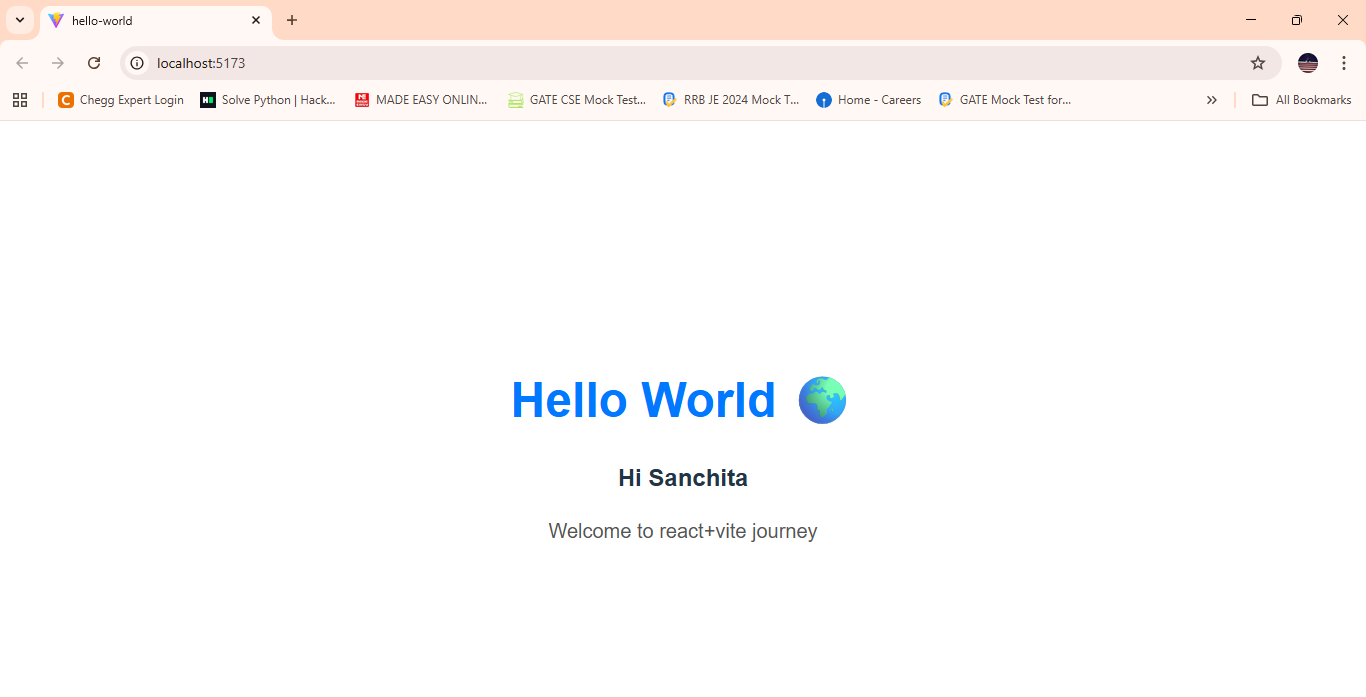 hello-world
localhost:5173
Chegg Expert Login
Solve Python | Hack...
MADE EASY ONLIN...
GATE CSE Mock Test...
RRB JE 2024 Mock T...
Home - Careers
GATE Mock Test for...
All Bookmarks
Hello World 🌍
Hi Sanchita
Welcome to react+vite journey